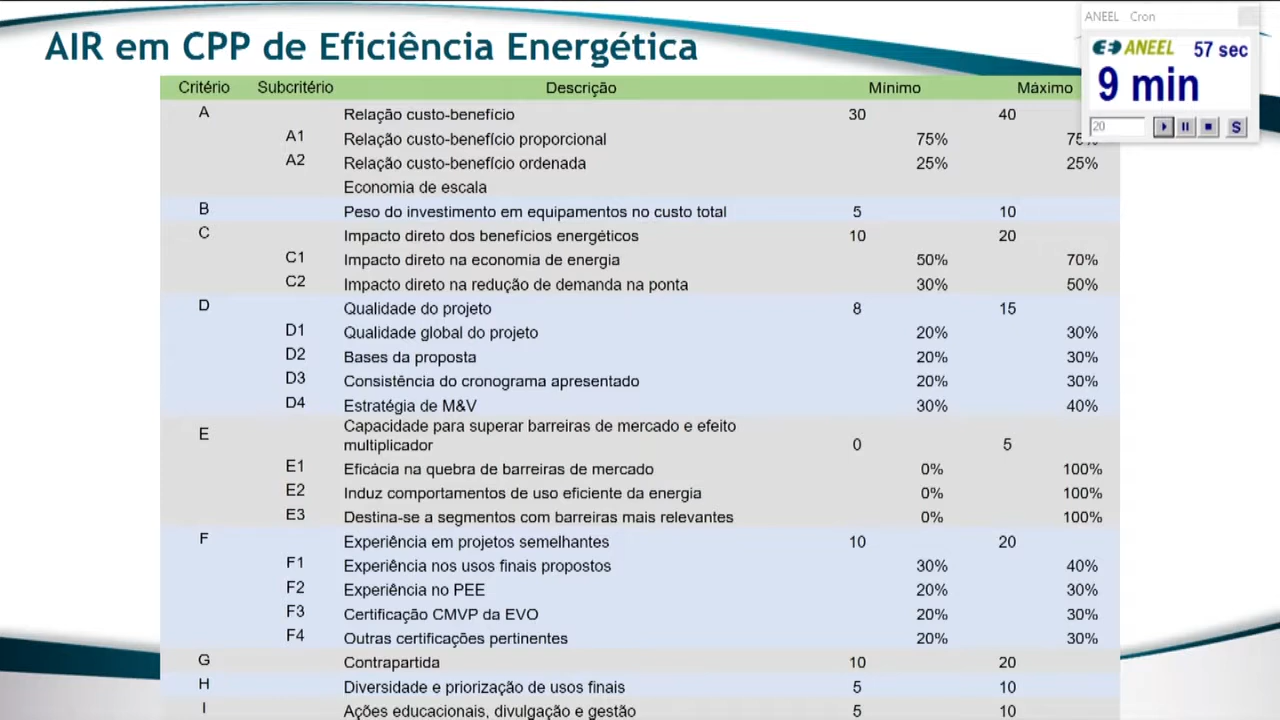 AIR em CPP de Eficiência Energética
ANEEL Cron
ANEEL 57 sec
9 min
20
S
Critério Subcritério Descrição Mínimo Máximo
A Relação custo-benefício 30 40
A1 Relação custo-benefício proporcional 75% 75%
A2 Relação custo-benefício ordenada 25% 25%
Economia de escala
B Peso do investimento em equipamentos no custo total 5 10
C Impacto direto dos benefícios energéticos 10 20
C1 Impacto direto na economia de energia 50% 70%
C2 Impacto direto na redução de demanda na ponta 30% 50%
D Qualidade do projeto 8 15
D1 Qualidade global do projeto 20% 30%
D2 Bases da proposta 20% 30%
D3 Consistência do cronograma apresentado 20% 30%
D4 Estratégia de M&V 30% 40%
E Capacidade para superar barreiras de mercado e efeito
multiplicador 0 5
E1 Eficácia na quebra de barreiras de mercado 0% 100%
E2 Induz comportamentos de uso eficiente da energia 0% 100%
E3 Destina-se a segmentos com barreiras mais relevantes 0% 100%
F Experiência em projetos semelhantes 10 20
F1 Experiência nos usos finais propostos 30% 40%
F2 Experiência no PEE 20% 30%
F3 Certificação CMVP da EVO 20% 30%
F4 Outras certificações pertinentes 20% 30%
G Contrapartida 10 20
H Diversidade e priorização de usos finais 5 10
I Ações educacionais, divulgação e gestão 5 10